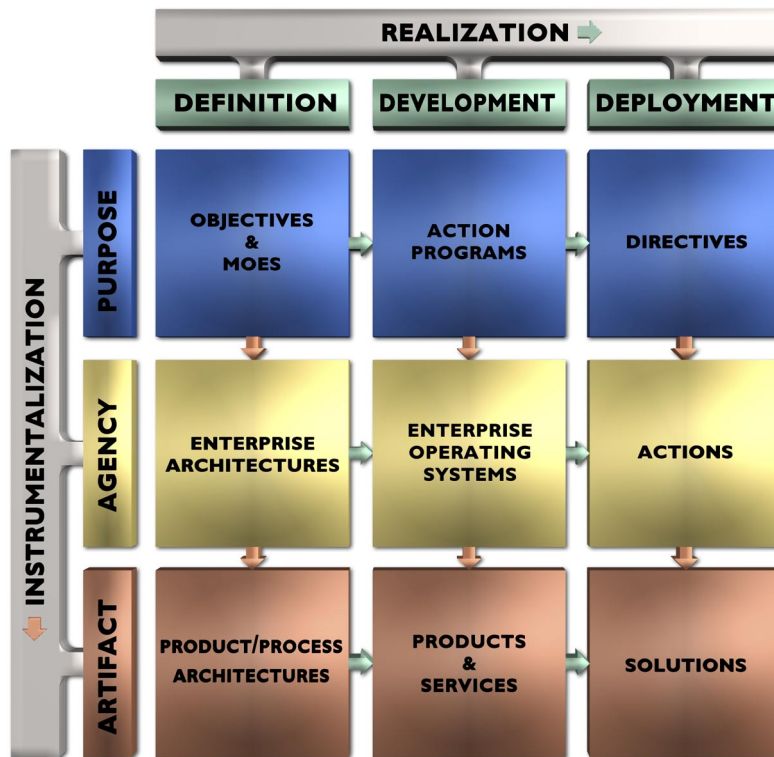 REALIZATION
DEFINITION
DEVELOPMENT
DEPLOYMENT
INSTRUMENTALIZATION
PURPOSE
OBJECTIVES
&
MOES
ACTION
PROGRAMS
DIRECTIVES
AGENCY
ENTERPRISE
ARCHITECTURES
ENTERPRISE
OPERATING
SYSTEMS
ACTIONS
ARTIFACT
PRODUCT/PROCESS
ARCHITECTURES
PRODUCTS
&
SERVICES
SOLUTIONS